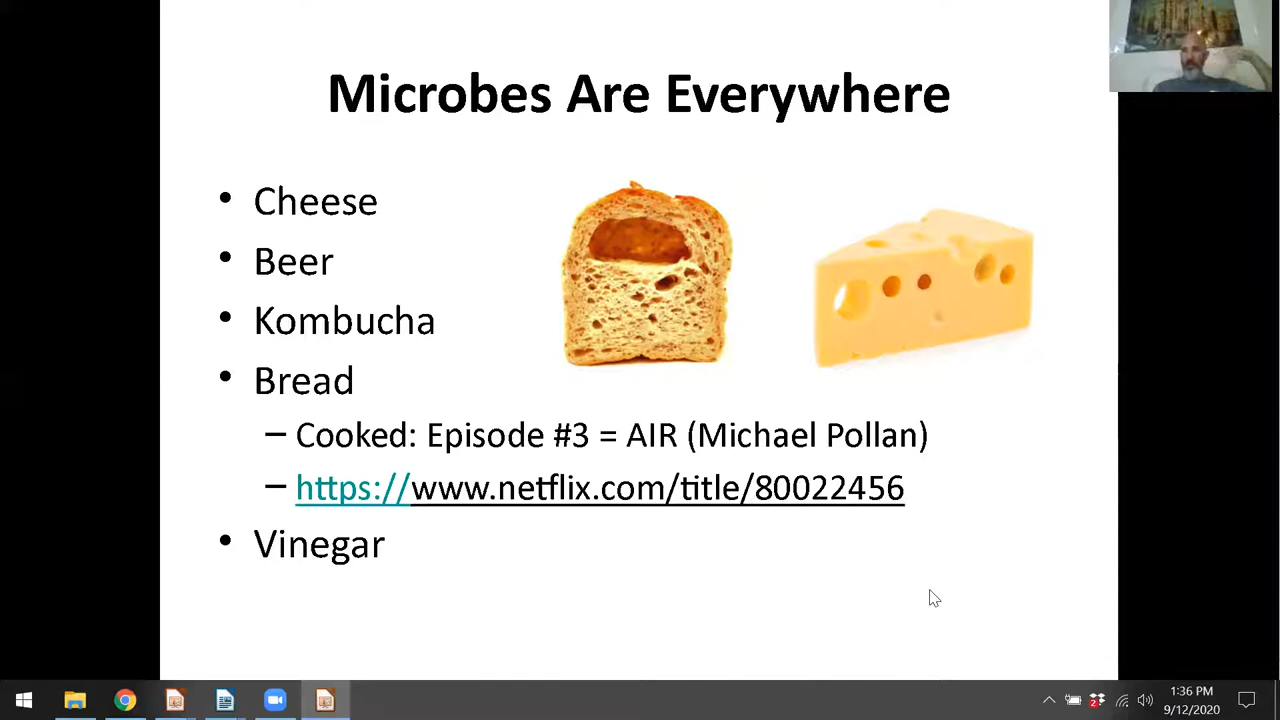 Microbes Are Everywhere
• Cheese
• Beer
• Kombucha
• Bread
– Cooked: Episode #3 = AIR (Michael Pollan)
– https://www.netflix.com/title/80022456
• Vinegar
2
1:36 PM
9/12/2020